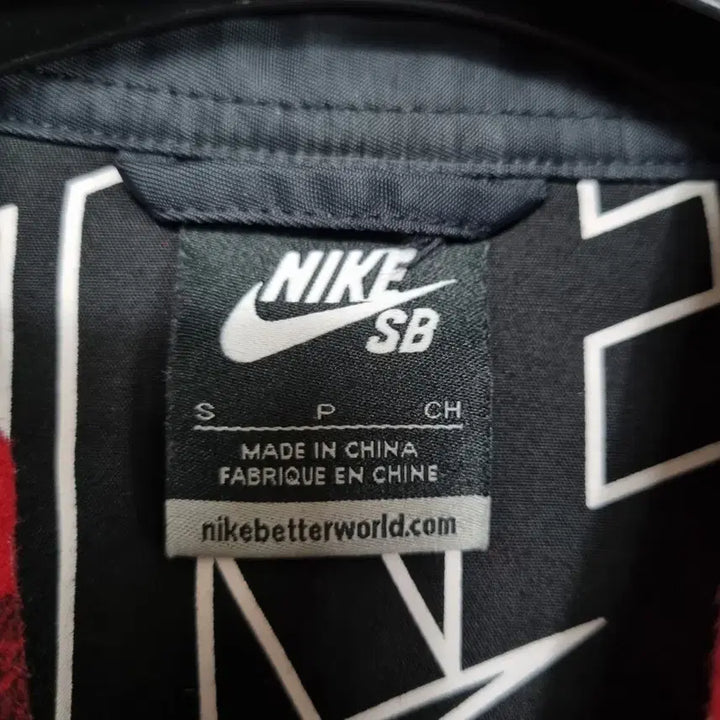 NIKE
SB
S P CH
MADE IN CHINA
FABRIQUE EN CHINE
nikebetterworld.com